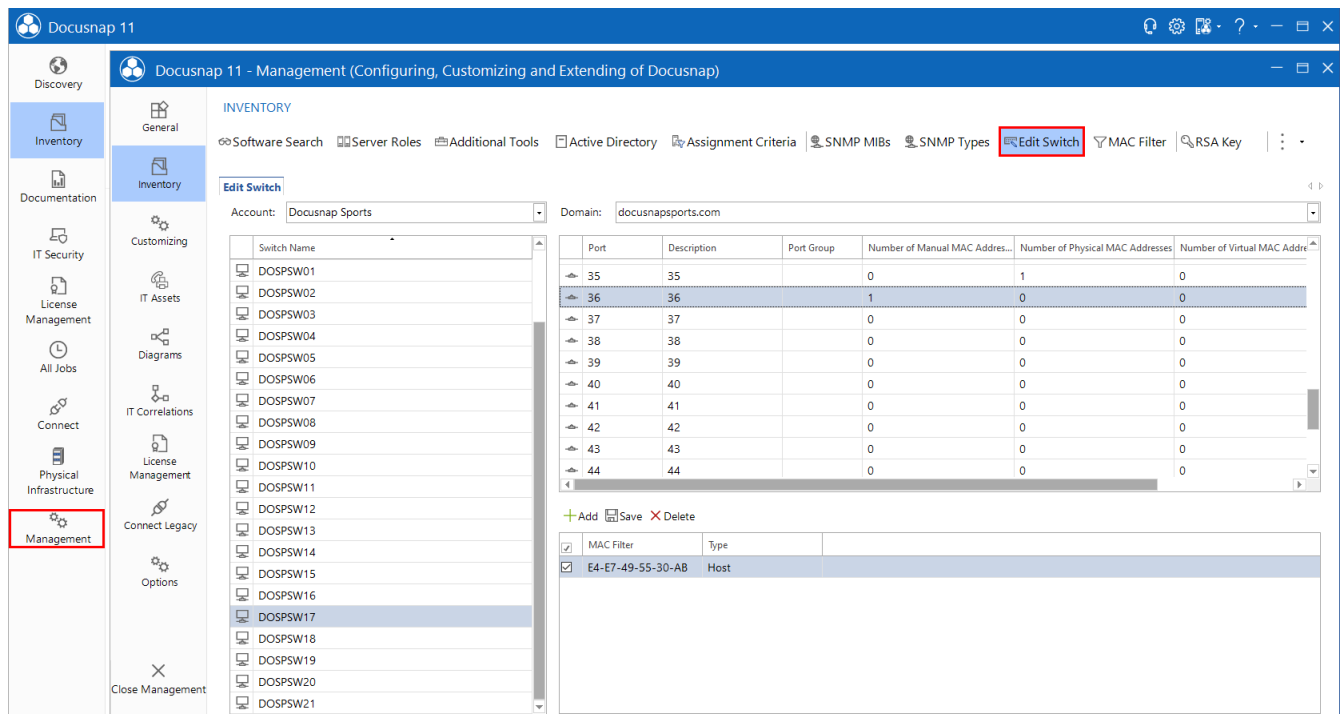 Docusnap 11
?
Discovery
Inventory
Documentation
IT Security
License
Management
All Jobs
Connect
Physical
Infrastructure
Management
Docusnap 11 - Management (Configuring, Customizing and Extending of Docusnap)
General
Inventory
Customizing
IT Assets
Diagrams
IT Correlations
License
Management
Connect Legacy
Options
Close Management
INVENTORY
Software Search Server Roles Additional Tools Active Directory Assignment Criteria SNMP MIBs SNMP Types Edit Switch MAC Filter RSA Key
Edit Switch
Account: Docusnap Sports
Domain: docusnapsports.com
Switch Name
DOSPSW01
DOSPSW02
DOSPSW03
DOSPSW04
DOSPSW05
DOSPSW06
DOSPSW07
DOSPSW08
DOSPSW09
DOSPSW10
DOSPSW11
DOSPSW12
DOSPSW13
DOSPSW14
DOSPSW15
DOSPSW16
DOSPSW17
DOSPSW18
DOSPSW19
DOSPSW20
DOSPSW21
Port Description Port Group Number of Manual MAC Addres... Number of Physical MAC Addresses Number of Virtual MAC Addre
35 35 0 1 0
36 36 1 0 0
37 37 0 0 0
38 38 0 0 0
39 39 0 0 0
40 40 0 0 0
41 41 0 0 0
42 42 0 0 0
43 43 0 0 0
44 44 0 0 0
Add Save Delete
MAC Filter Type
E4-E7-49-55-30-AB Host